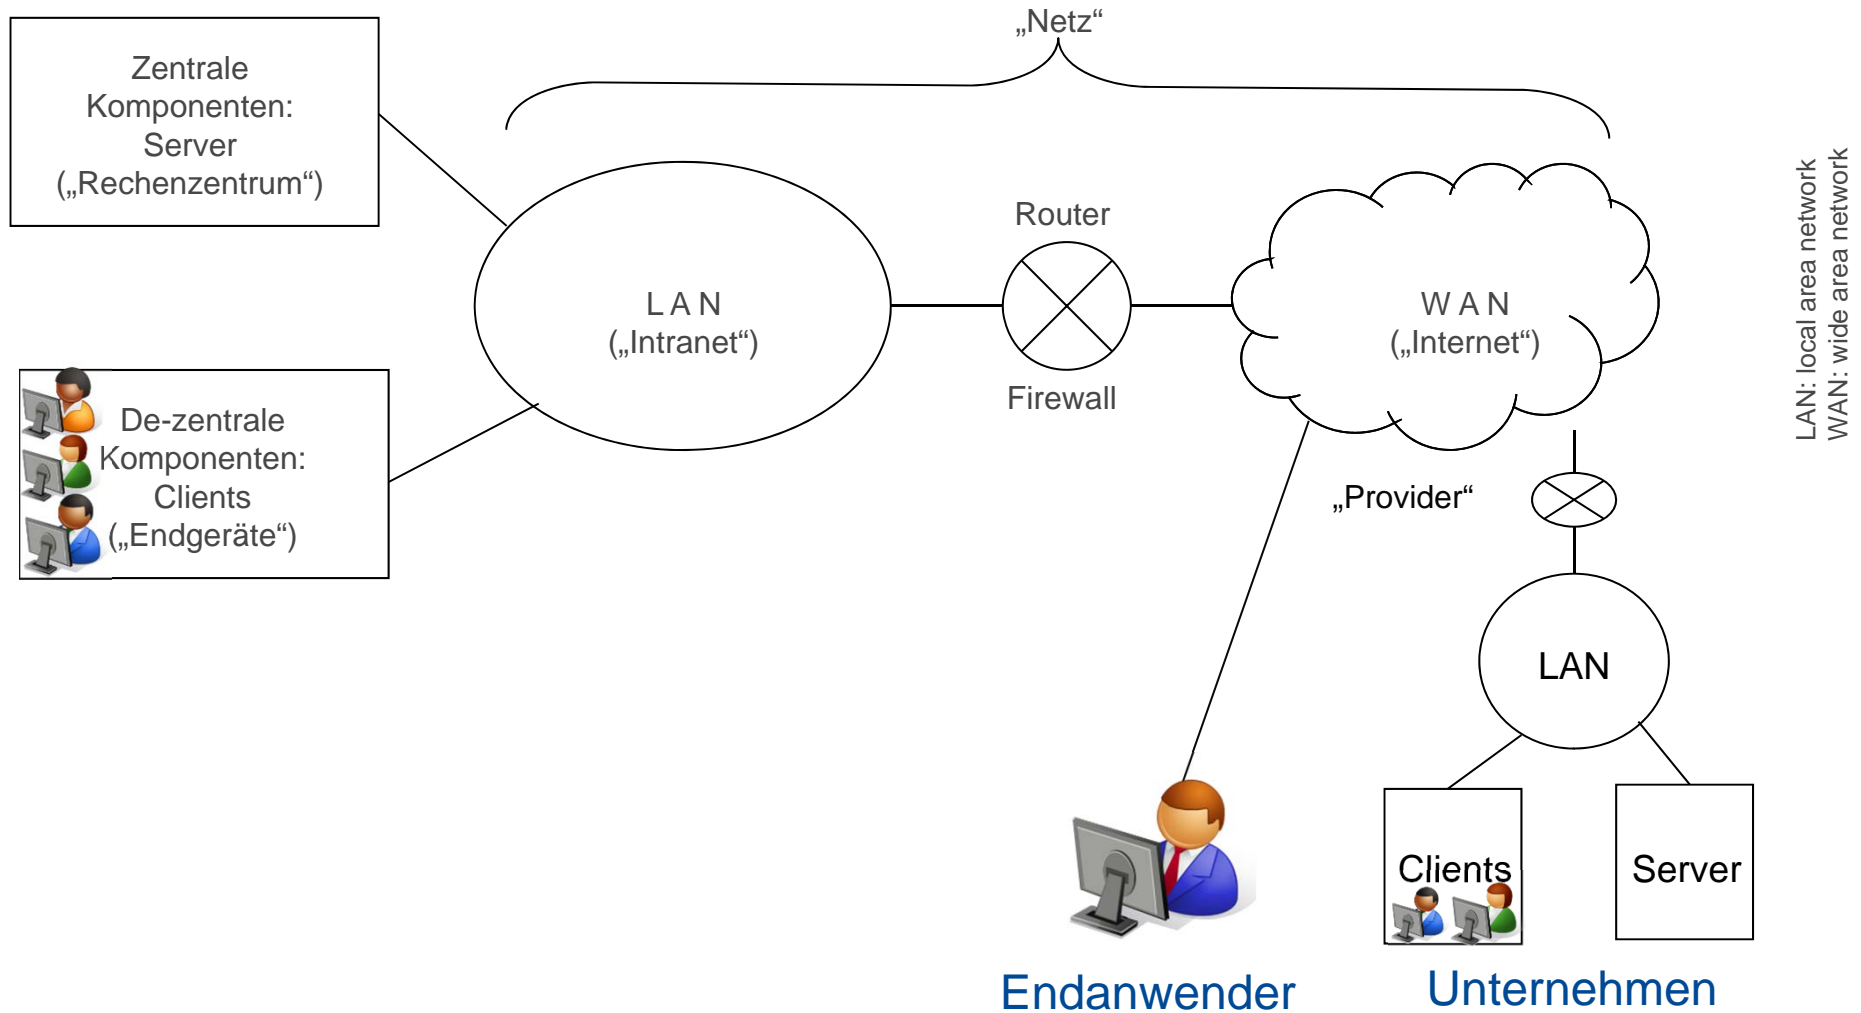 „Netz“
Zentrale
Komponenten:
Server
(„Rechenzentrum“)
De-zentrale
Komponenten:
Clients
(„Endgeräte“)
L A N
(„Intranet“)
Router
Firewall
W A N
(„Internet“)
LAN: local area network
WAN: wide area network
„Provider“
LAN
Clients
Server
Endanwender
Unternehmen